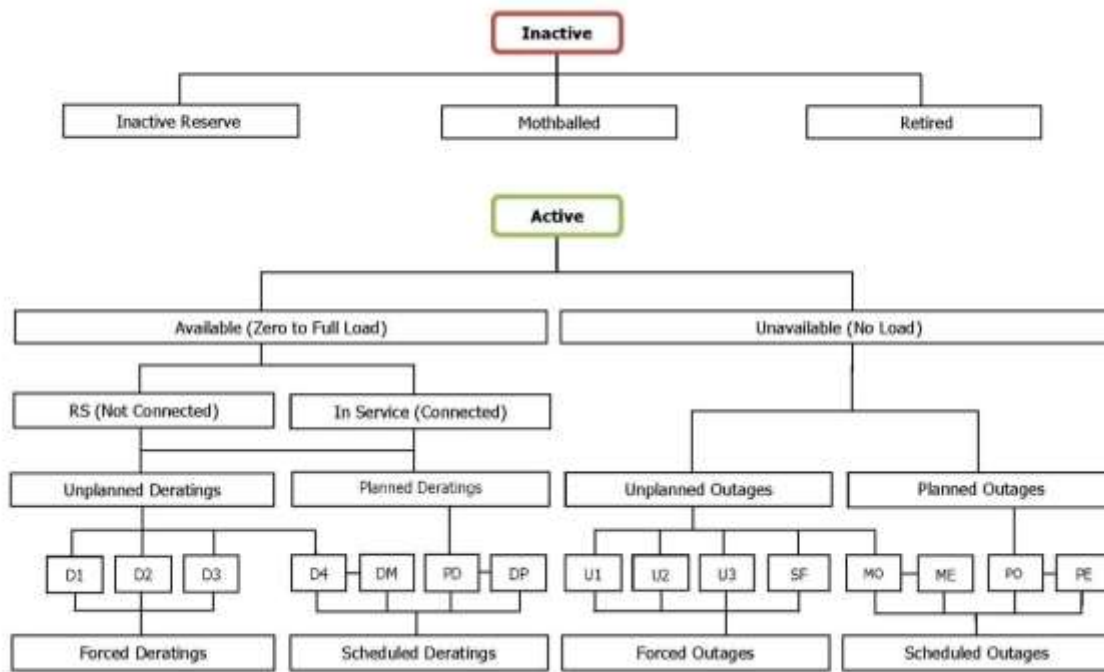 Inactive
Inactive Reserve
Mothballed
Retired
Active
Available (Zero to Full Load)
Unavailable (No Load)
RS (Not Connected)
In Service (Connected)
Unplanned Deratings
Planned Deratings
Unplanned Outages
Planned Outages
D1
D2
D3
D4
DM
PD
DP
U1
U2
U3
SF
MO
ME
PO
PE
Forced Deratings
Scheduled Deratings
Forced Outages
Scheduled Outages